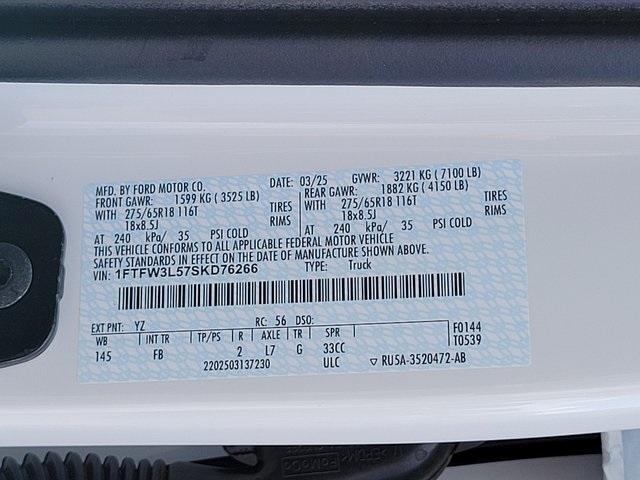 MFD. BY FORD MOTOR CO. DATE: 03/25 GVWR: 3221 KG ( 7100 LB)
FRONT GAWR: 1599 KG ( 3525 LB) REAR GAWR: 1882 KG ( 4150 LB)
WITH 275/65R18 116T TIRES WITH 275/65R18 116T TIRES
18x8.5J RIMS 18x8.5J RIMS
AT 240 kPa/ 35 PSI COLD AT 240 kPa/ 35 PSI COLD
THIS VEHICLE CONFORMS TO ALL APPLICABLE FEDERAL MOTOR VEHICLE
SAFETY STANDARDS IN EFFECT ON THE DATE OF MANUFACTURE SHOWN ABOVE.
VIN: 1FTFW3L57SKD76266 TYPE: Truck
EXT PNT: YZ RC: 56 DSO: F0144
WB INT TR TP/PS R AXLE TR SPR T0539
145 FB 2 L7 G 33CC
2202503137230 ULC RU5A-3520472-AB
FoMoCo